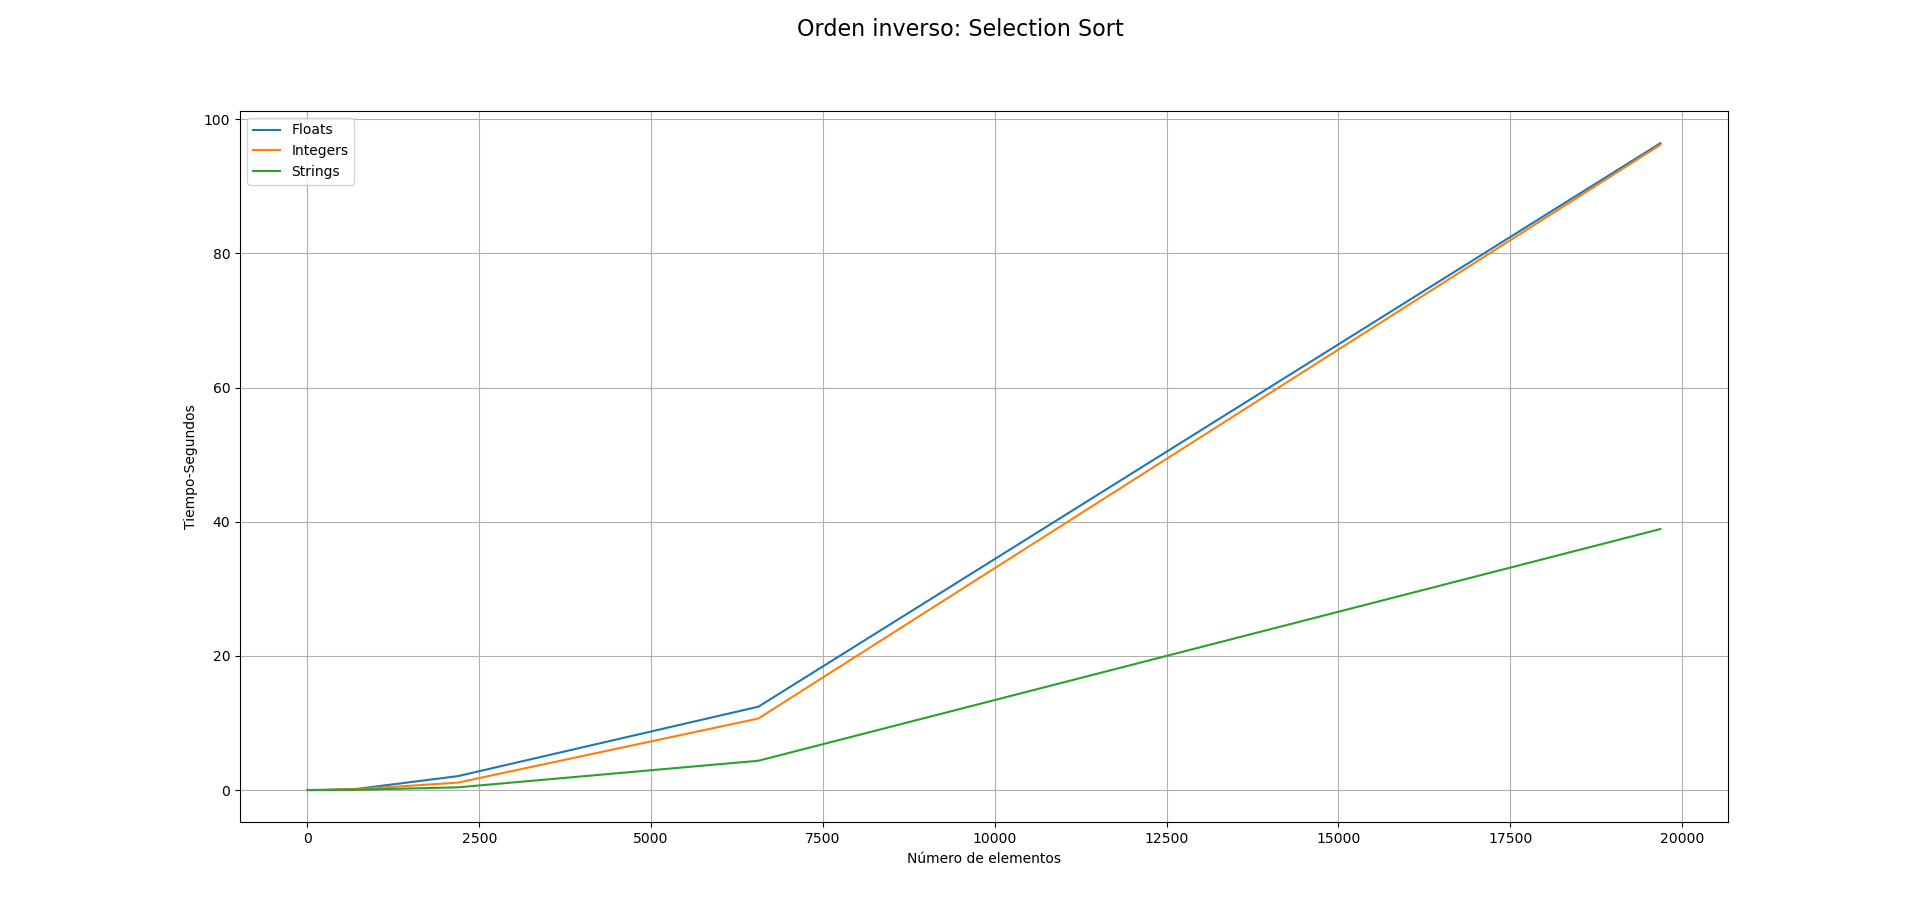 Orden inverso: Selection Sort
100
80
60
40
20
0
Tiempo-Segundos
Floats
Integers
Strings
0 2500 5000 7500 10000 12500 15000 17500 20000
Número de elementos